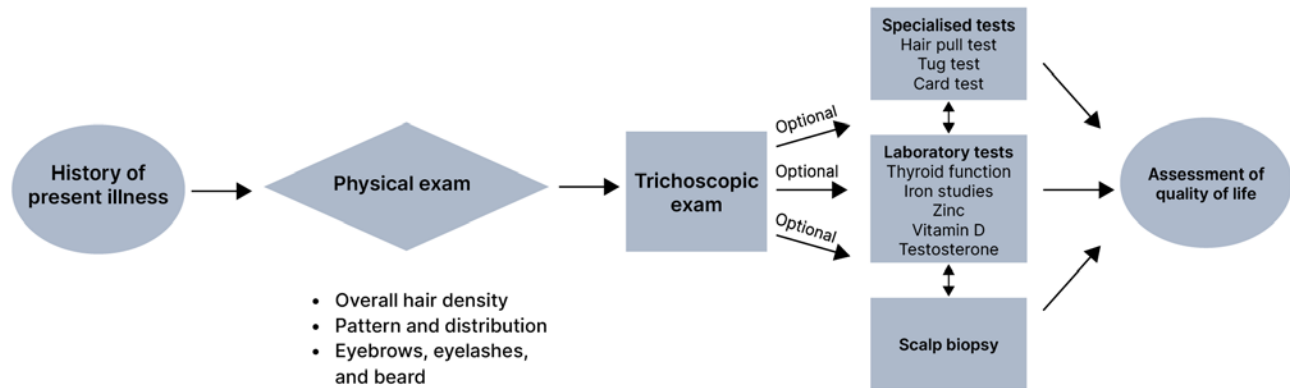 History of
present illness
Physical exam
• Overall hair density
• Pattern and distribution
• Eyebrows, eyelashes,
and beard
Trichoscopic
exam
Optional
Optional
Optional
Specialised tests
Hair pull test
Tug test
Card test
Laboratory tests
Thyroid function
Iron studies
Zinc
Vitamin D
Testosterone
Scalp biopsy
Assessment of
quality of life